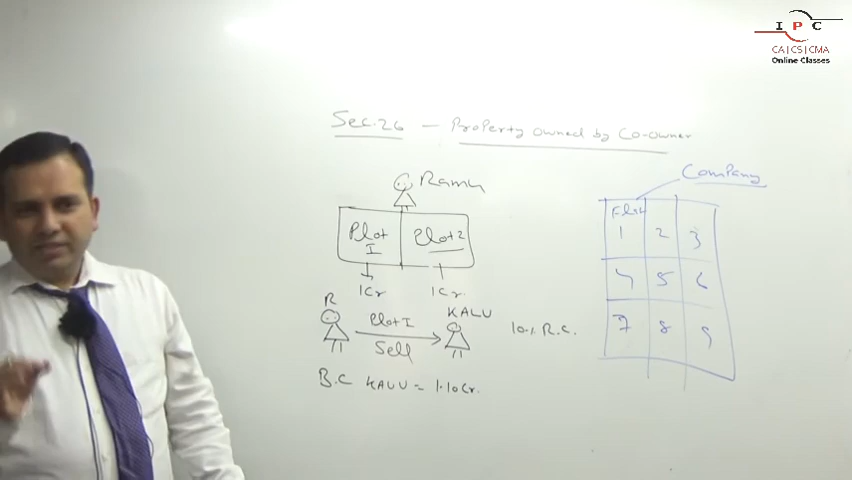 I P C
CA|CS|CMA
Online Classes
Sec.26 - Property owned by Co-owner
Ramu
Company
Plot I
Plot 2
Flat
1 2 3
4 5 6
7 8 9
1Cr
1Cr.
R
Plot I
Sell
KALU
10% R.C.
B.C KALU = 1.10Cr.